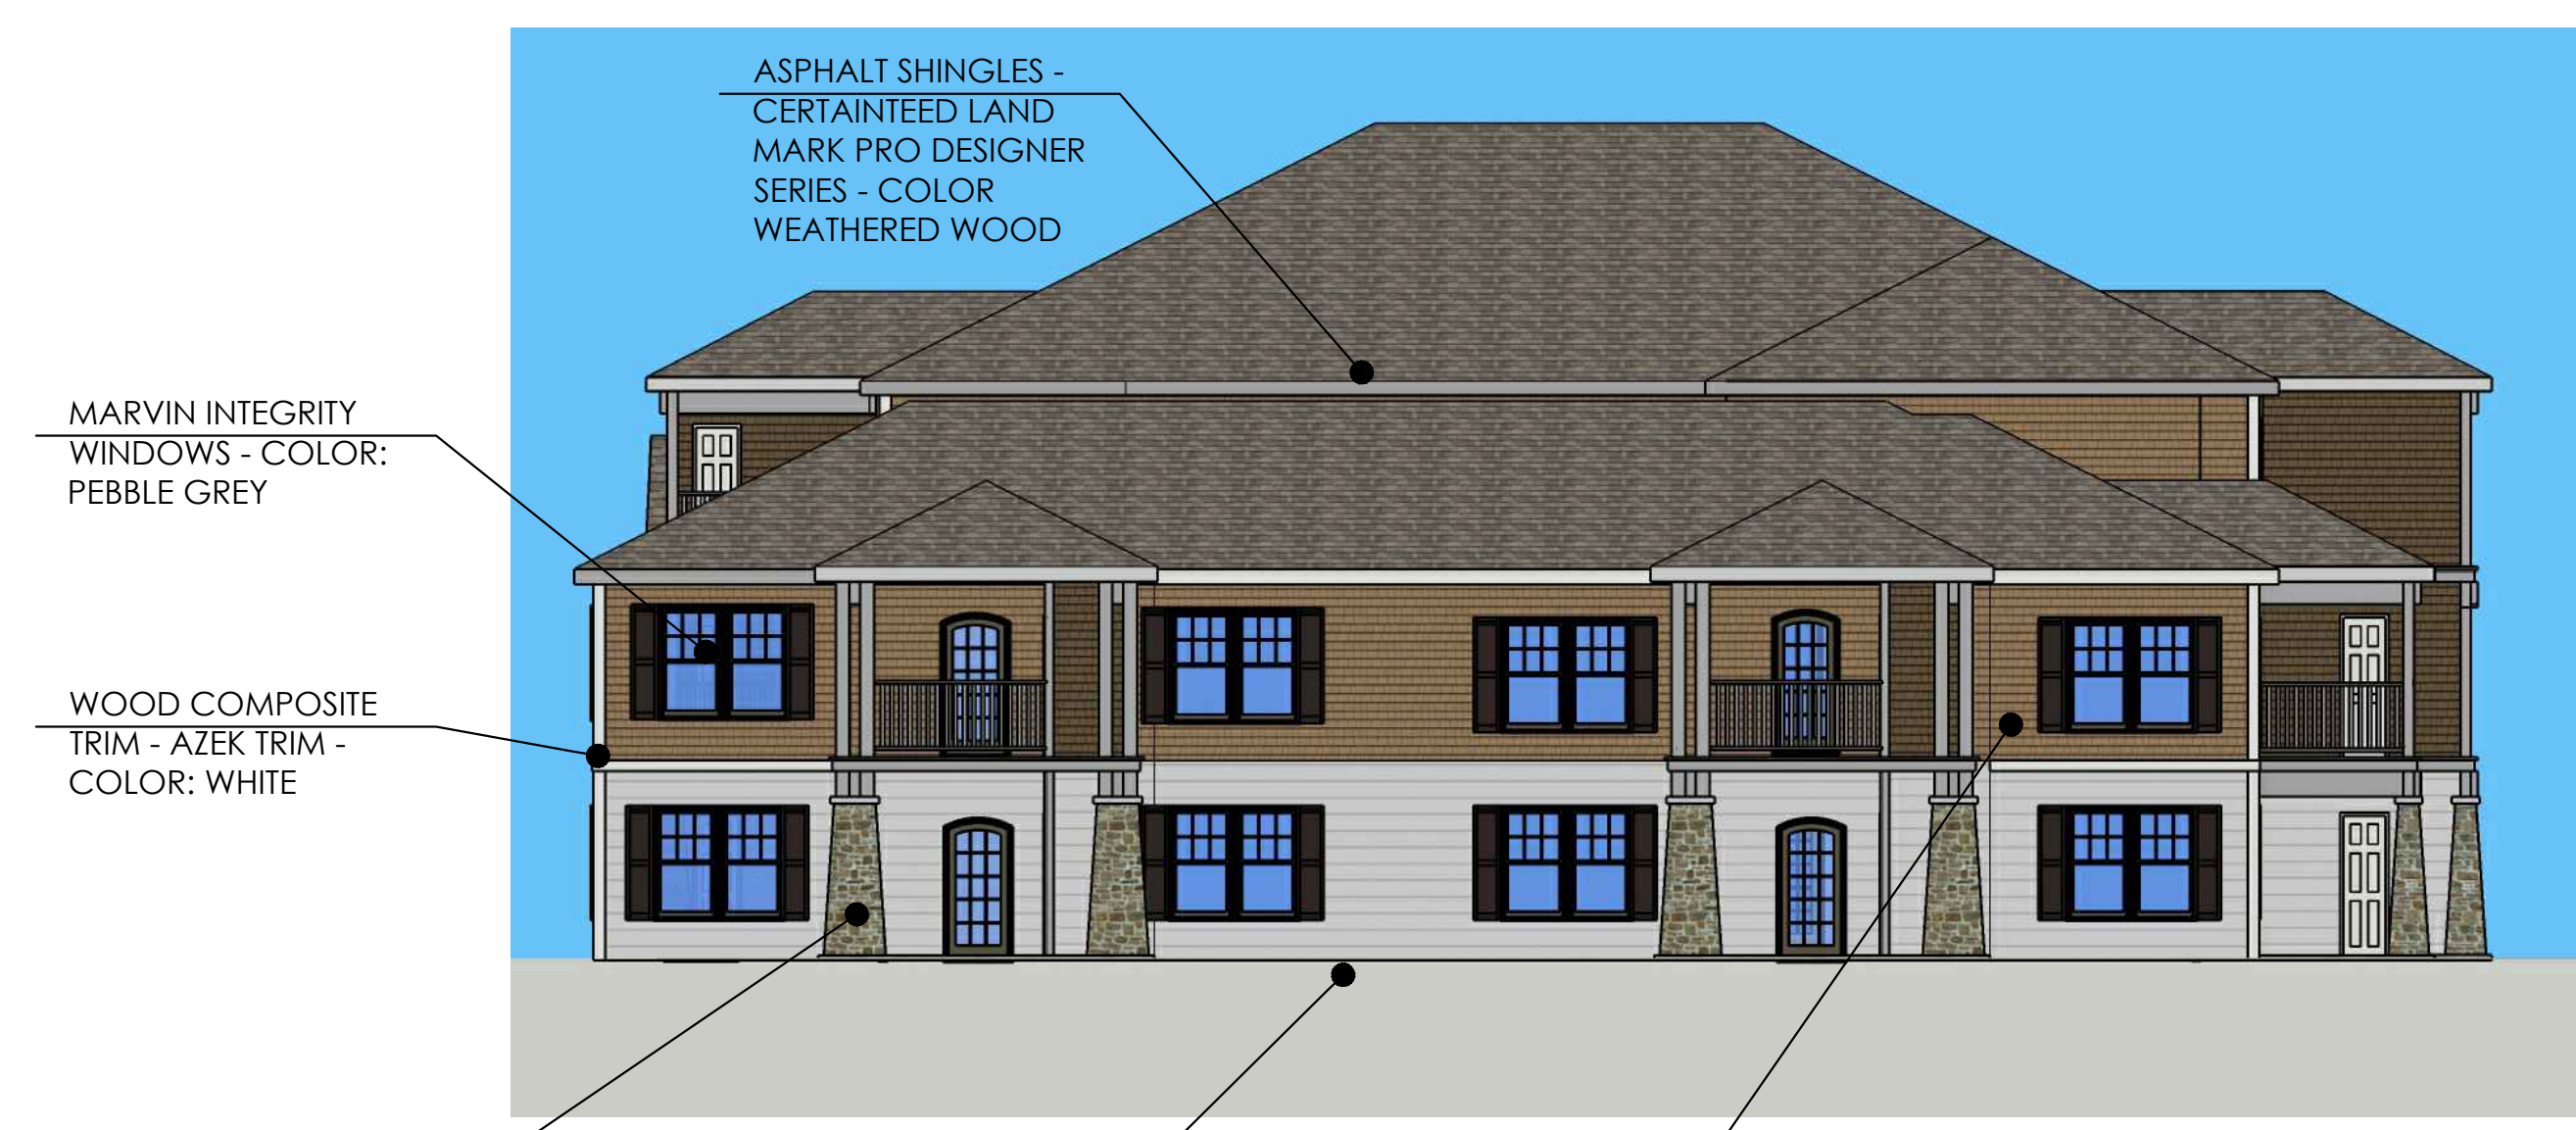 ASPHALT SHINGLES -
CERTAINTEED LAND
MARK PRO DESIGNER
SERIES - COLOR
WEATHERED WOOD
MARVIN INTEGRITY
WINDOWS - COLOR:
PEBBLE GREY
WOOD COMPOSITE
TRIM - AZEK TRIM -
COLOR: WHITE